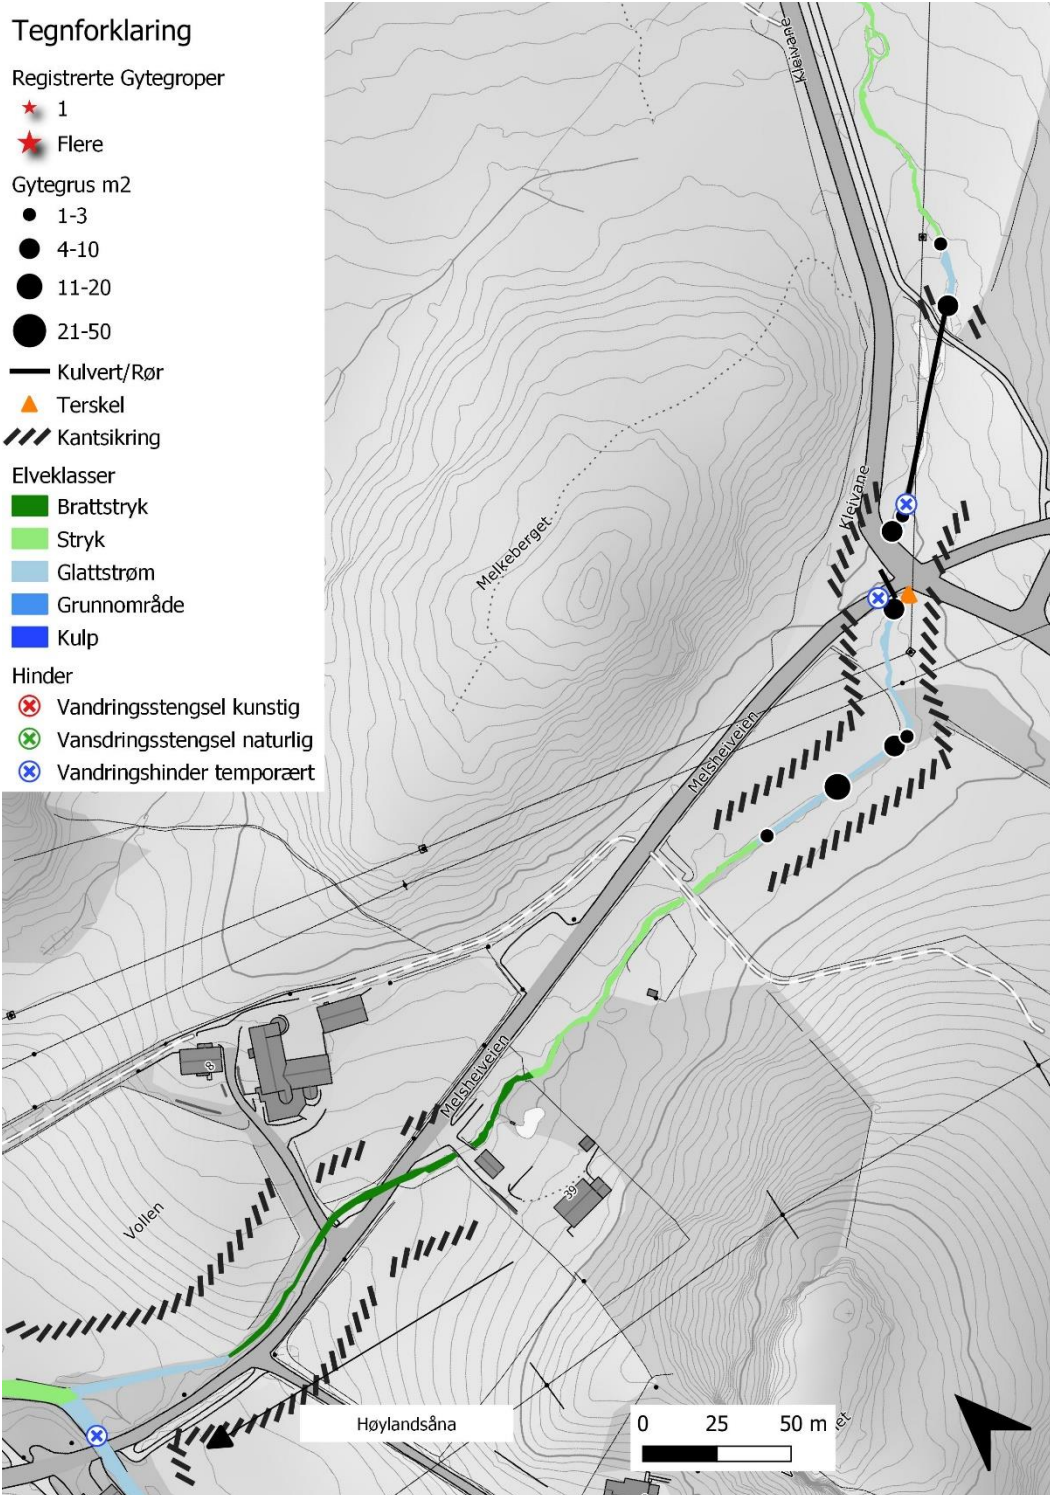 Tegnforklaring
Registrerte Gytegroper
1
Flere
Gytegrus m2
1-3
4-10
11-20
21-50
Kulvert/Rør
Terskel
Kantsikring
Elveklasser
Brattstryk
Stryk
Glattstrøm
Grunnområde
Kulp
Hinder
Vandringsstengsel kunstig
Vansdringsstengsel naturlig
Vandringshinder temporært
Kleivane
Kleivane
Melkeberget
Melsheiveien
Melsheiveien
8
39
Vollen
Høylandsåna
0 25 50 m